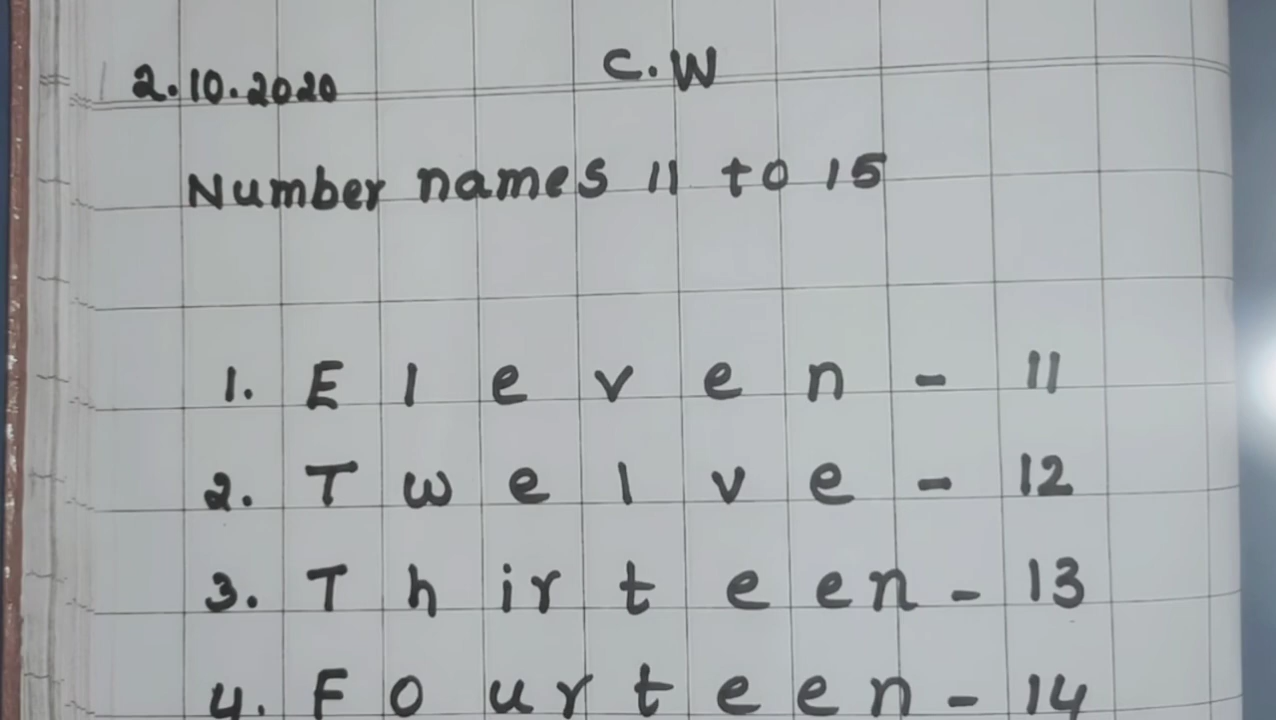 2.10.2020 C.W
Number names 11 to 15
1. Eleven - 11
2. Twelve - 12
3. Thirteen - 13
4. Fourteen - 14